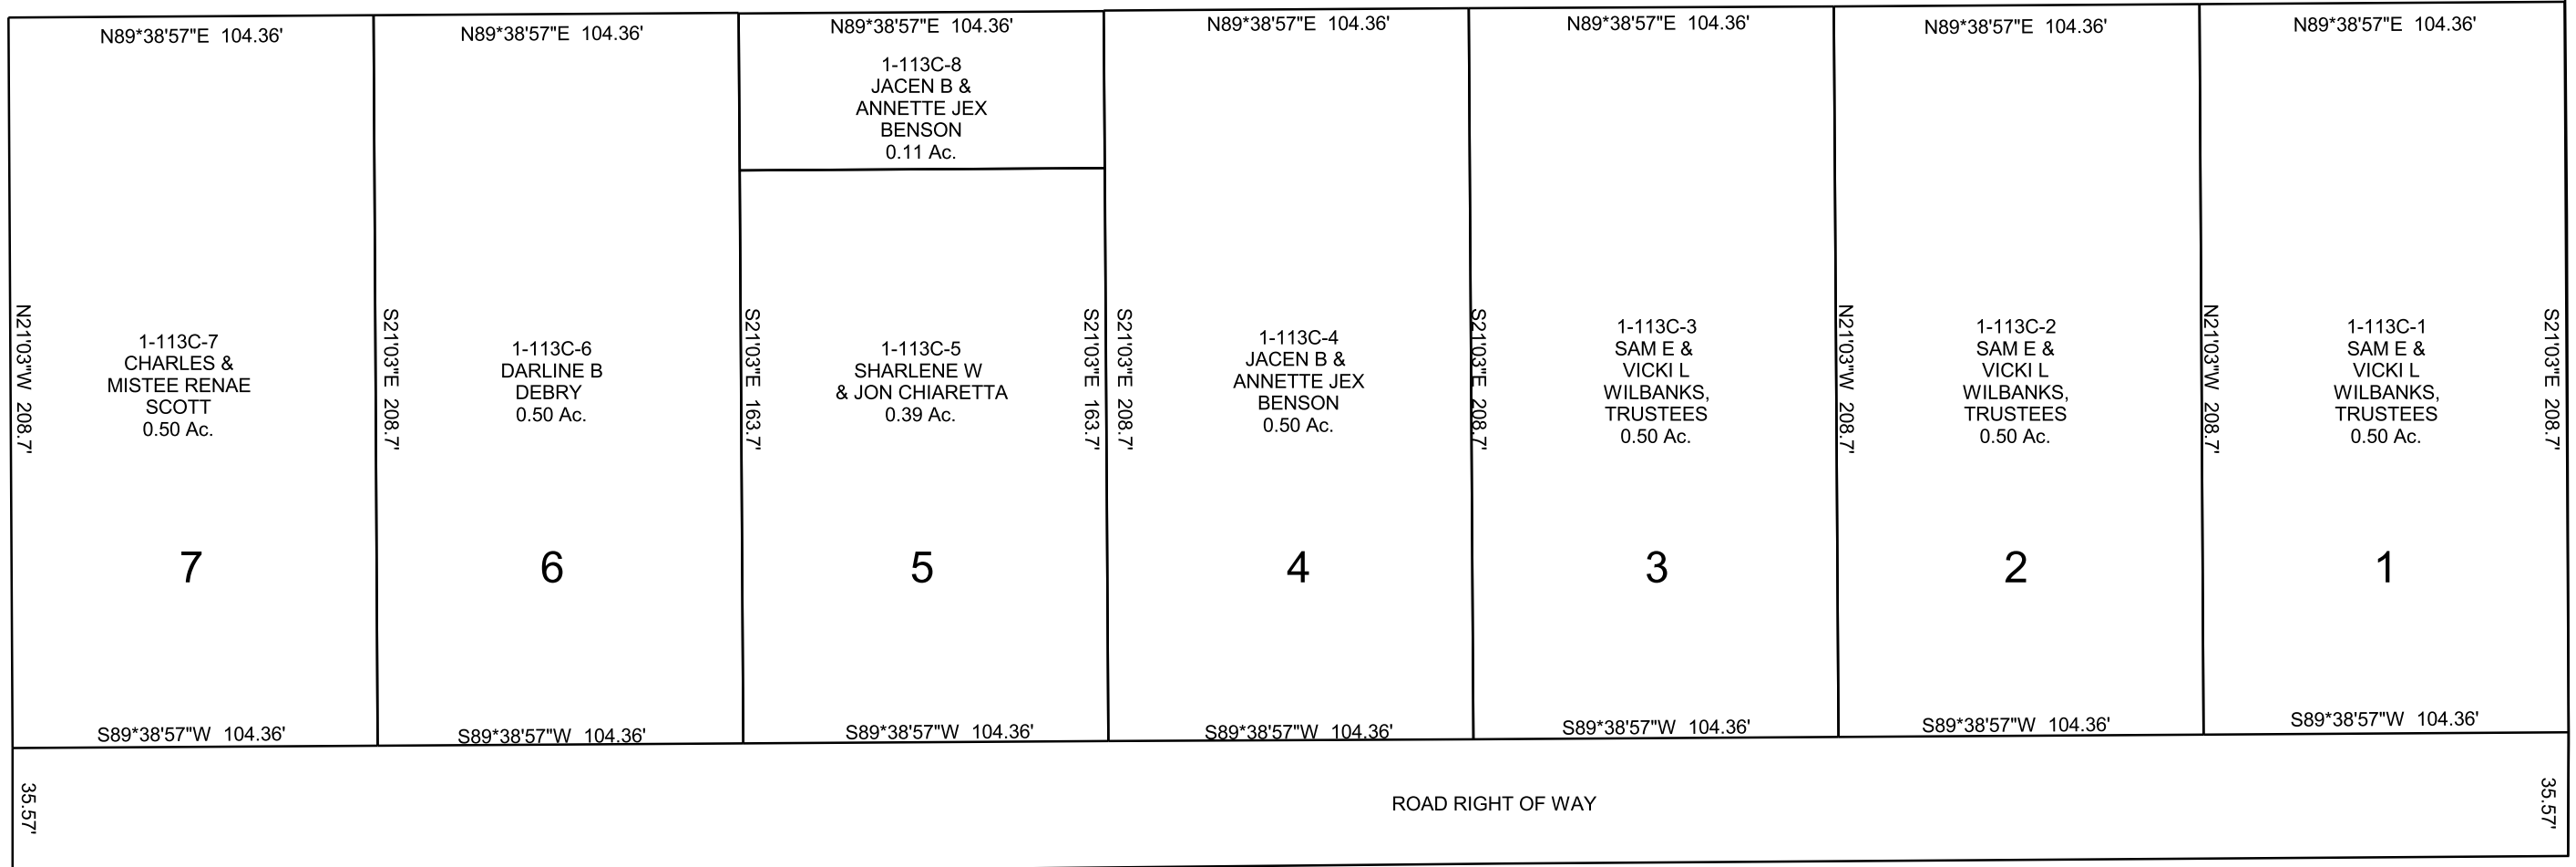 N89*38'57"E 104.36'
N89*38'57"E 104.36'
N89*38'57"E 104.36'
N89*38'57"E 104.36'
N89*38'57"E 104.36'
N89*38'57"E 104.36'
N89*38'57"E 104.36'
1-113C-8
JACEN B &
ANNETTE JEX
BENSON
0.11 Ac.
N21'03"W 208.7'
1-113C-7
CHARLES &
MISTEE RENAE
SCOTT
0.50 Ac.
7
S21'03"E 208.7'
1-113C-6
DARLINE B
DEBRY
0.50 Ac.
6
S21'03"E 163.7'
1-113C-5
SHARLENE W
& JON CHIARETTA
0.39 Ac.
5
S21'03"E 163.7'
S21'03"E 208.7'
1-113C-4
JACEN B &
ANNETTE JEX
BENSON
0.50 Ac.
4
S21'03"E 208.7'
1-113C-3
SAM E &
VICKI L
WILBANKS,
TRUSTEES
0.50 Ac.
3
N21'03"W 208.7'
1-113C-2
SAM E &
VICKI L
WILBANKS,
TRUSTEES
0.50 Ac.
2
N21'03"W 208.7'
1-113C-1
SAM E &
VICKI L
WILBANKS,
TRUSTEES
0.50 Ac.
1
S21'03"E 208.7'
S89*38'57"W 104.36'
S89*38'57"W 104.36'
S89*38'57"W 104.36'
S89*38'57"W 104.36'
S89*38'57"W 104.36'
S89*38'57"W 104.36'
S89*38'57"W 104.36'
35.57'
ROAD RIGHT OF WAY
35.57'